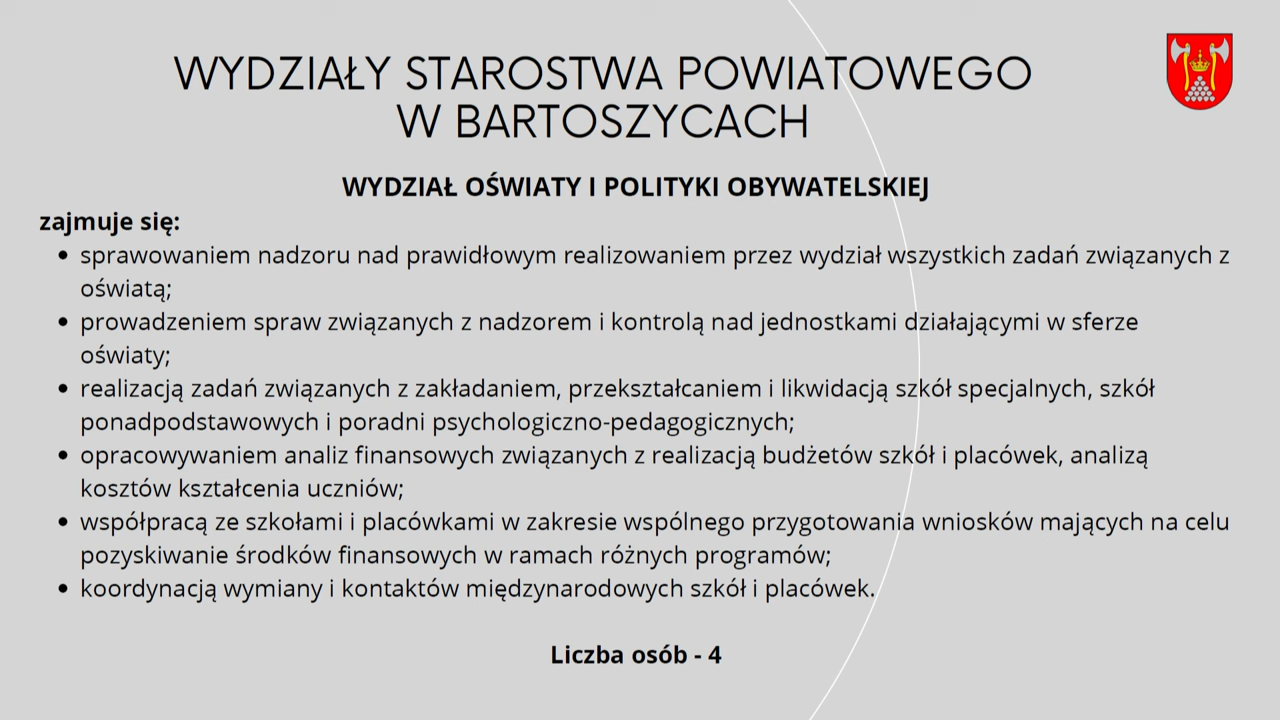 WYDZIAŁY STAROSTWA POWIATOWEGO
W BARTOSZYCACH
WYDZIAŁ OŚWIATY I POLITYKI OBYWATELSKIEJ
zajmuje się:
• sprawowaniem nadzoru nad prawidłowym realizowaniem przez wydział wszystkich zadań związanych z
oświatą;
• prowadzeniem spraw związanych z nadzorem i kontrolą nad jednostkami działającymi w sferze
oświaty;
• realizacją zadań związanych z zakładaniem, przekształcaniem i likwidacją szkół specjalnych, szkół
ponadpodstawowych i poradni psychologiczno-pedagogicznych;
• opracowywaniem analiz finansowych związanych z realizacją budżetów szkół i placówek, analizą
kosztów kształcenia uczniów;
• współpracą ze szkołami i placówkami w zakresie wspólnego przygotowania wniosków mających na celu
pozyskiwanie środków finansowych w ramach różnych programów;
• koordynacją wymiany i kontaktów międzynarodowych szkół i placówek.
Liczba osób - 4